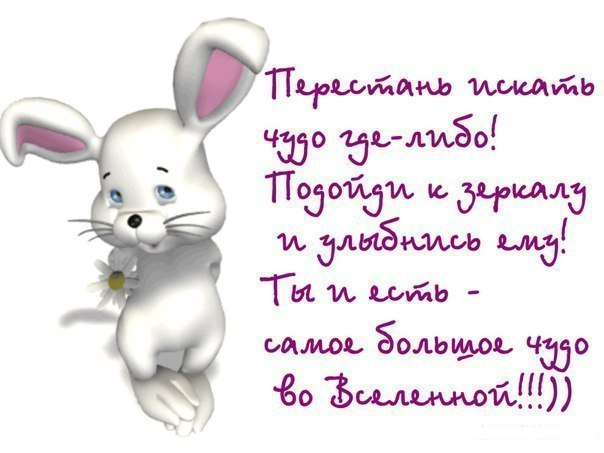 Перестань искать
чудо где-либо!
Подойди к зеркалу
и улыбнись ему!
Ты и есть -
самое большое чудо
во Вселенной!!!))